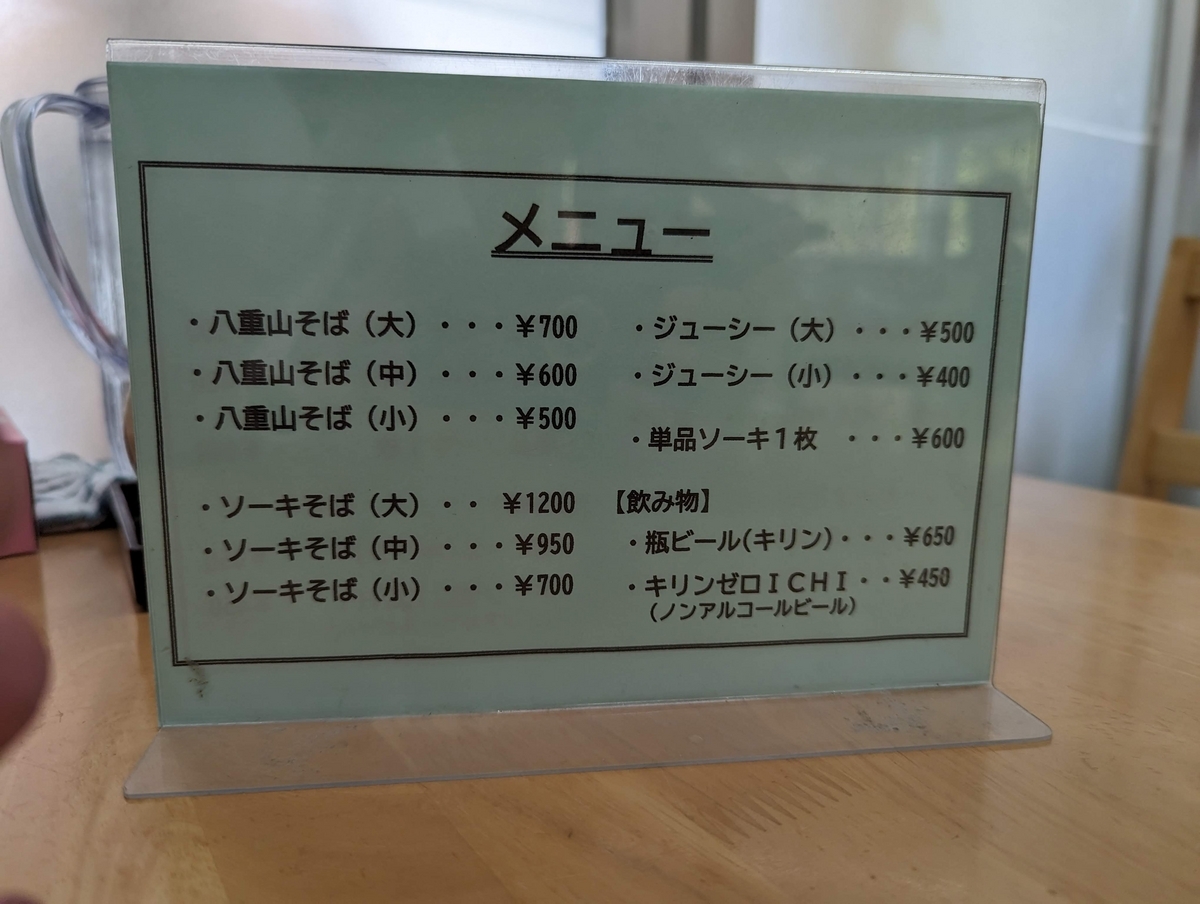 メニュー
・八重山そば（大）・・・￥700
・八重山そば（中）・・・￥600
・八重山そば（小）・・・￥500
・ソーキそば（大）・・ ￥1200
・ソーキそば（中）・・・￥950
・ソーキそば（小）・・・￥700
・ジューシー（大）・・・￥500
・ジューシー（小）・・・￥400
・単品ソーキ１枚　・・・￥600
【飲み物】
・瓶ビール(キリン)・・・￥650
・キリンゼロＩＣＨＩ・・￥450
（ノンアルコールビール）